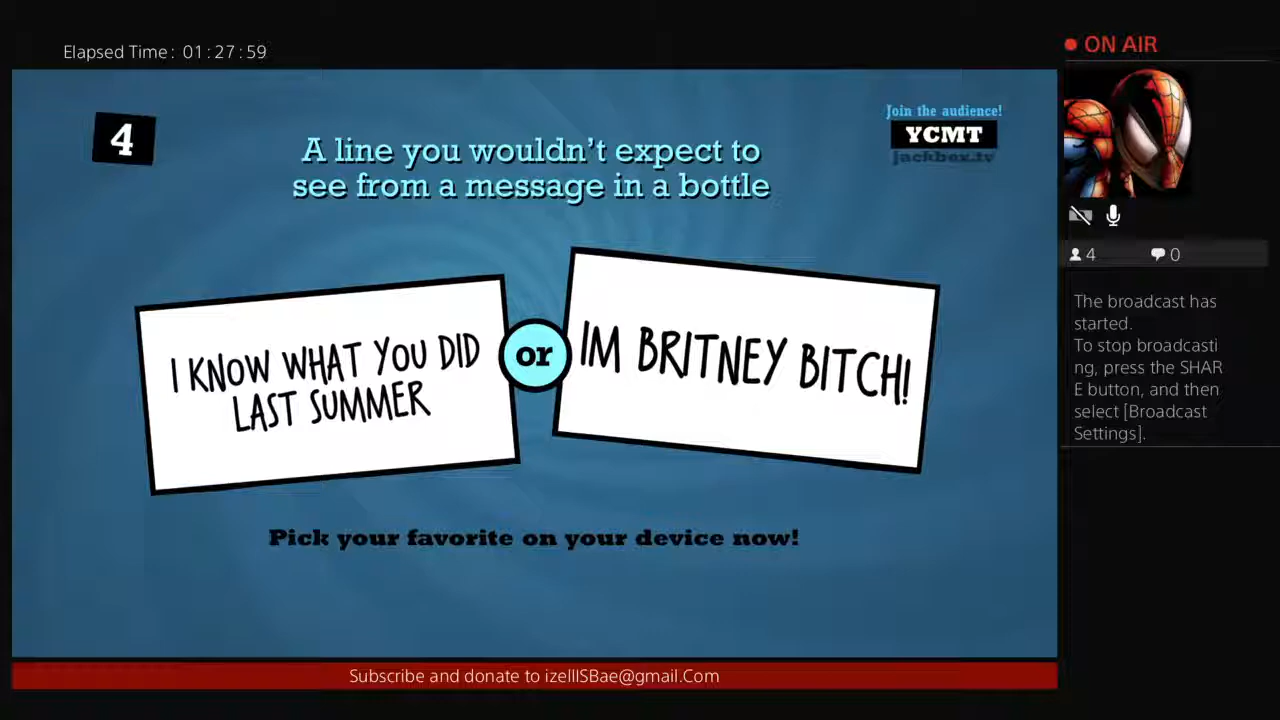 Elapsed Time: 01:27:59
ON AIR
4
Join the audience!
YCMT
jackbox.tv
A line you wouldn't expect to
see from a message in a bottle
I KNOW WHAT YOU DID
LAST SUMMER
or
IM BRITNEY BITCH!
Pick your favorite on your device now!
4
0
The broadcast has
started.
To stop broadcasti
ng, press the SHAR
E button, and then
select [Broadcast
Settings].
Subscribe and donate to izellISBae@gmail.Com